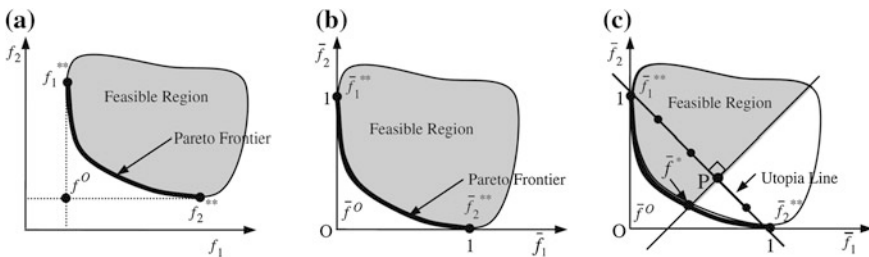 (a)
f₂
f₁**
Feasible Region
Pareto Frontier
f^O
f₂**
f₁
(b)
f̄₂
f̄₁**
1
Feasible Region
Pareto Frontier
f̄^O
f̄₂**
O
1
f̄₁
(c)
f̄₂
f̄₁**
1
Feasible Region
f̄*
P
Utopia Line
f̄^O
f̄₂**
O
1
f̄₁